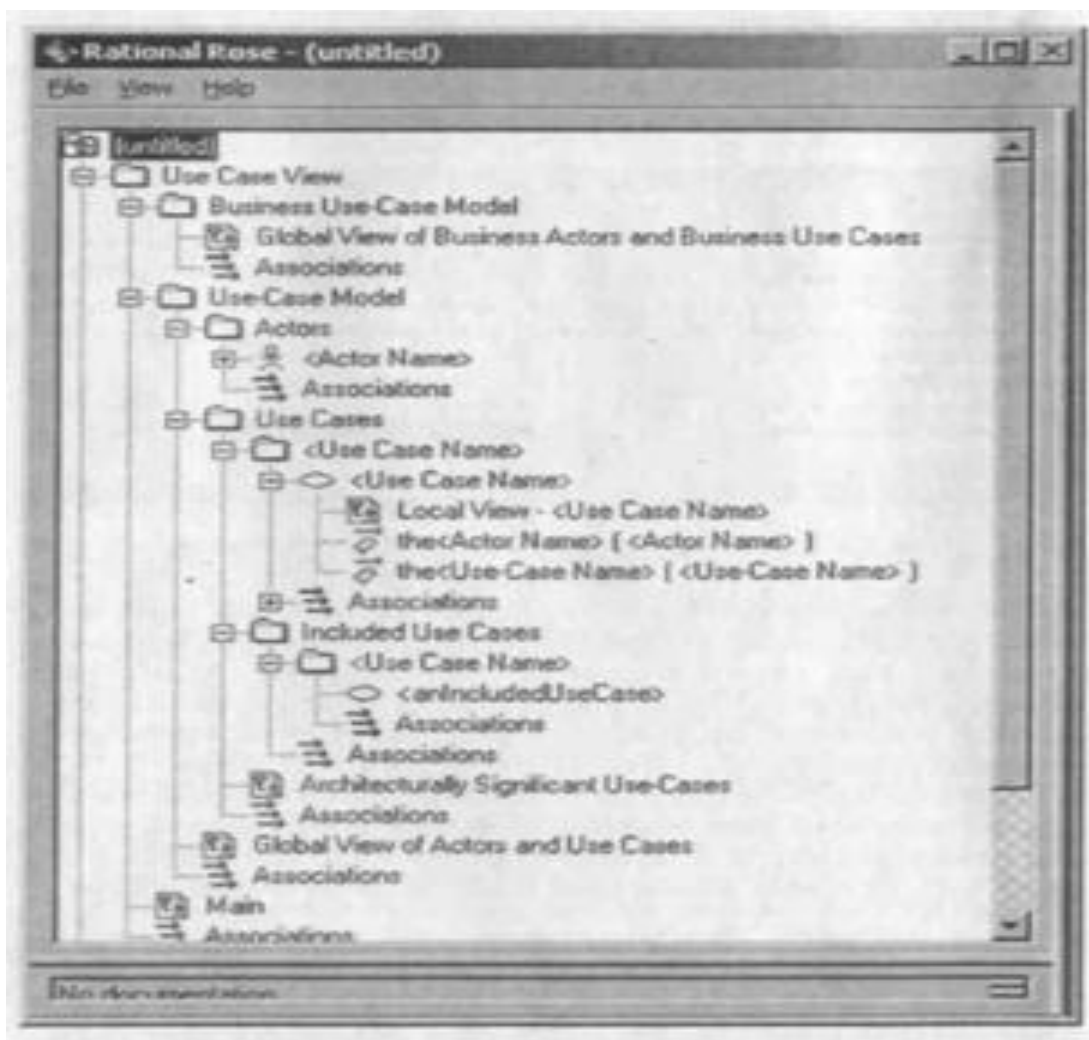 Rational Rose - (untitled)
File View Help
(untitled)
Use Case View
Business Use-Case Model
Global View of Business Actors and Business Use Cases
Associations
Use-Case Model
Actors
<Actor Name>
Associations
Use Cases
<Use Case Name>
<Use Case Name>
Local View - <Use Case Name>
the<Actor Name> ( <Actor Name> )
the<Use-Case Name> ( <Use-Case Name> )
Associations
Included Use Cases
<Use Case Name>
<anIncludedUseCase>
Associations
Associations
Architecturally Significant Use-Cases
Associations
Global View of Actors and Use Cases
Associations
Main
Associations
No documentation